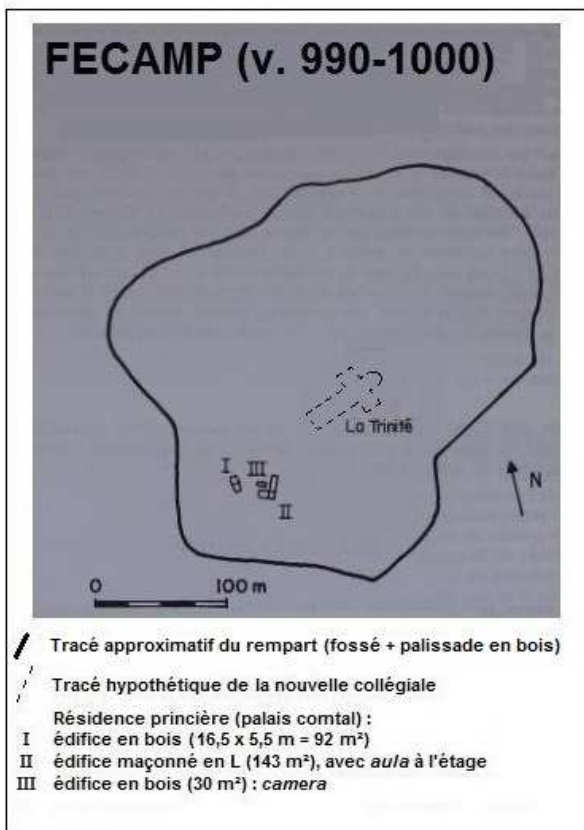 FECAMP (v. 990-1000)
La Trinité
I III
II
N
0 100 m
Tracé approximatif du rempart (fossé + palissade en bois)
Tracé hypothétique de la nouvelle collégiale
Résidence princière (palais comtal) :
I édifice en bois (16,5 x 5,5 m = 92 m²)
II édifice maçonné en L (143 m²), avec aula à l'étage
III édifice en bois (30 m²) : camera